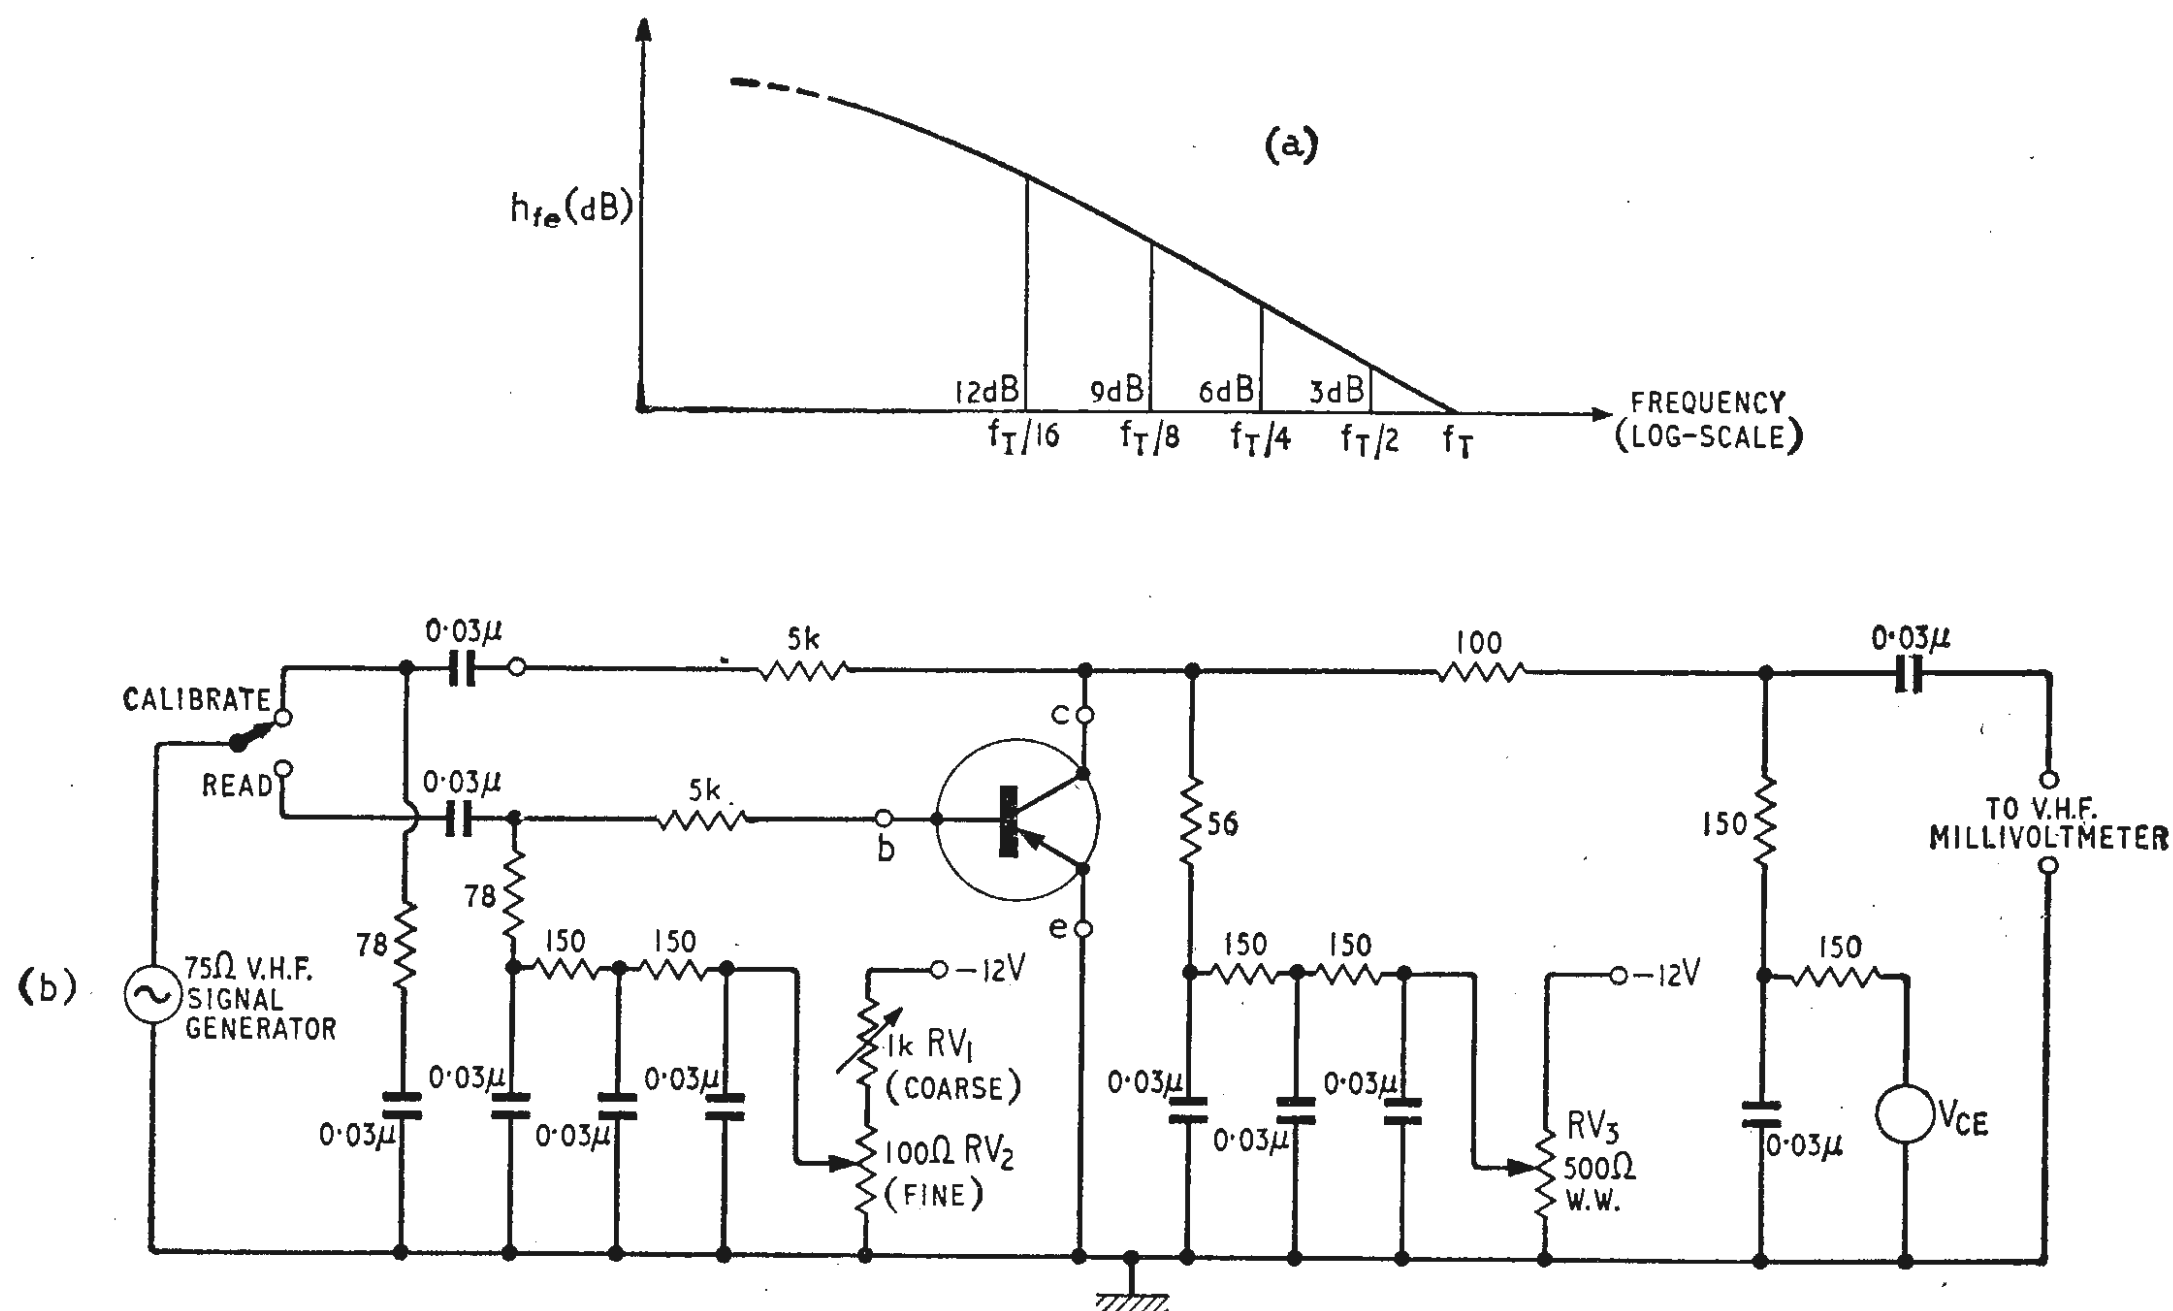 (a)
hfe(dB)
12dB
9dB
6dB
3dB
fT/16
fT/8
fT/4
fT/2
fT
FREQUENCY
(LOG-SCALE)
0·03μ
5k
100
0·03μ
CALIBRATE
READ
0·03μ
5k
c
b
e
78
78
150
150
56
150
TO V.H.F.
MILLIVOLTMETER
150
150
150
(b)
75Ω V.H.F.
SIGNAL
GENERATOR
−12V
−12V
1k RV1
(COARSE)
0·03μ
0·03μ
0·03μ
0·03μ
0·03μ
0·03μ
0·03μ
100Ω RV2
(FINE)
RV3
500Ω
W.W.
0·03μ
VCE